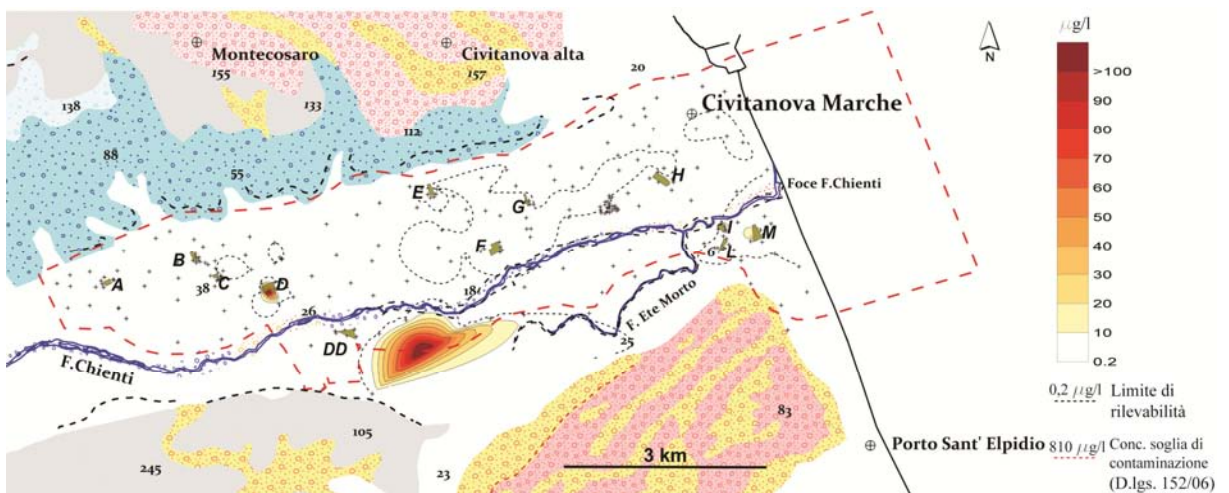 μg/l
Montecosaro
Civitanova alta
155
157
20
N
>100
138
133
90
Civitanova Marche
80
112
70
88
60
55
E
H
Foce F.Chienti
50
G
40
I
M
F
30
B
L
6
A
C
D
38
20
18
F. Ete Morto
26
10
DD
25
0.2
F.Chienti
0,2 μg/l Limite di
rilevabilità
83
105
Porto Sant' Elpidio
810 μg/l Conc. soglia di
contaminazione
(D.lgs. 152/06)
3 km
245
23